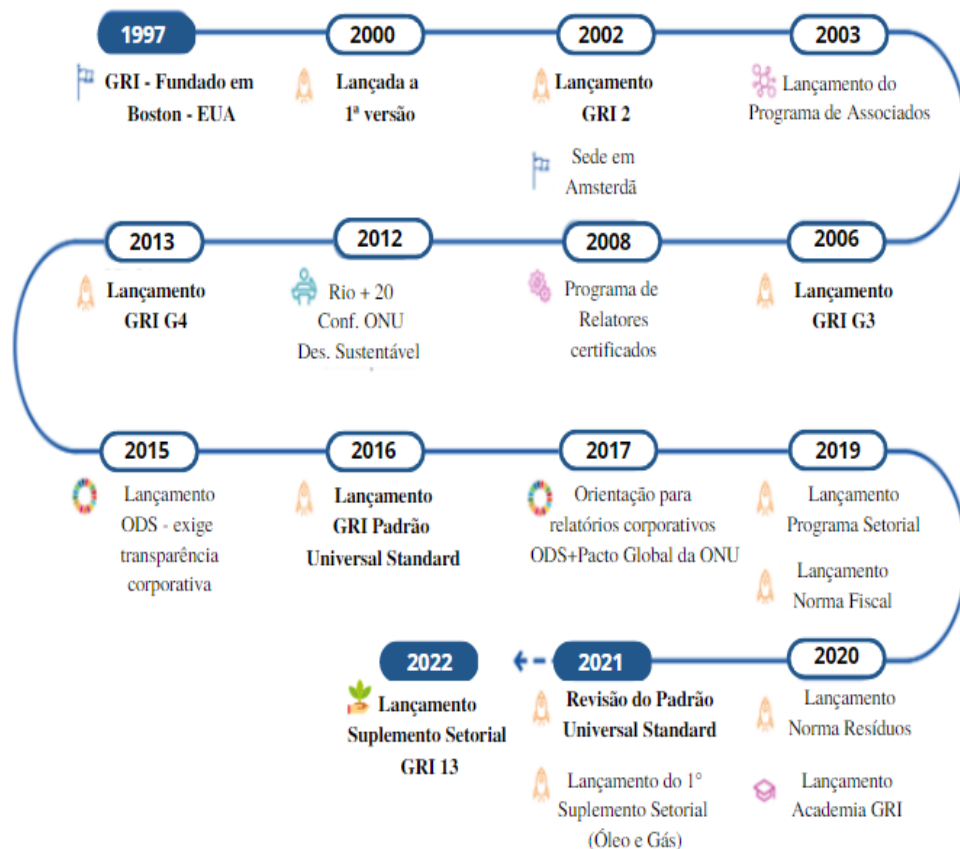 1997
GRI - Fundado em
Boston - EUA
2000
Lançada a
1ª versão
2002
Lançamento
GRI 2
Sede em
Amsterdã
2003
Lançamento do
Programa de Associados
2006
Lançamento
GRI G3
2008
Programa de
Relatores
certificados
2012
Rio + 20
Conf. ONU
Des. Sustentável
2013
Lançamento
GRI G4
2015
Lançamento
ODS - exige
transparência
corporativa
2016
Lançamento
GRI Padrão
Universal Standard
2017
Orientação para
relatórios corporativos
ODS+Pacto Global da ONU
2019
Lançamento
Programa Setorial
Lançamento
Norma Fiscal
2020
Lançamento
Norma Resíduos
Lançamento
Academia GRI
2021
Revisão do Padrão
Universal Standard
Lançamento do 1°
Suplemento Setorial
(Óleo e Gás)
2022
Lançamento
Suplemento Setorial
GRI 13